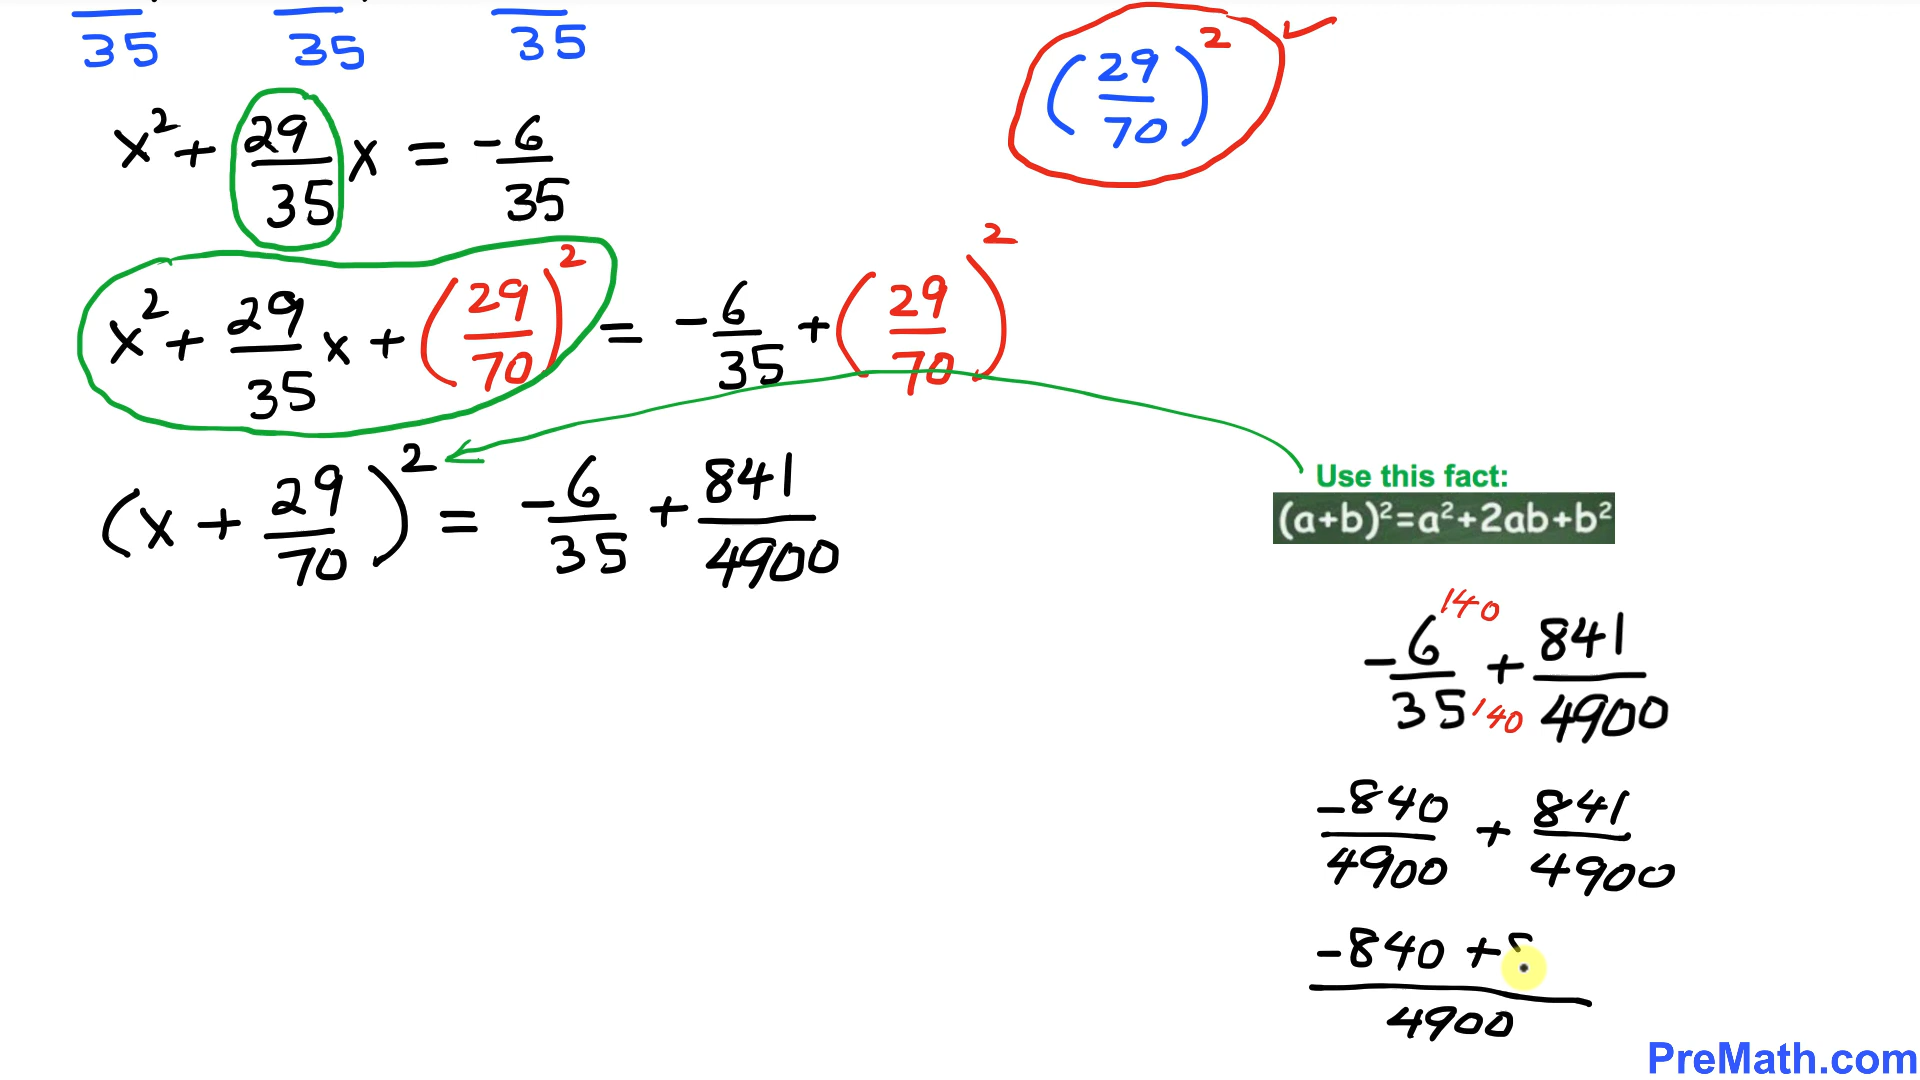 35 35 35
(29/70)² ✓
x² + 29/35 x = -6/35
x² + 29/35 x + (29/70)² = -6/35 + (29/70)²
(x + 29/70)² = -6/35 + 841/4900
Use this fact:
(a+b)²=a²+2ab+b²
-6 140/35 140 + 841/4900
-840/4900 + 841/4900
-840 +/4900
PreMath.com